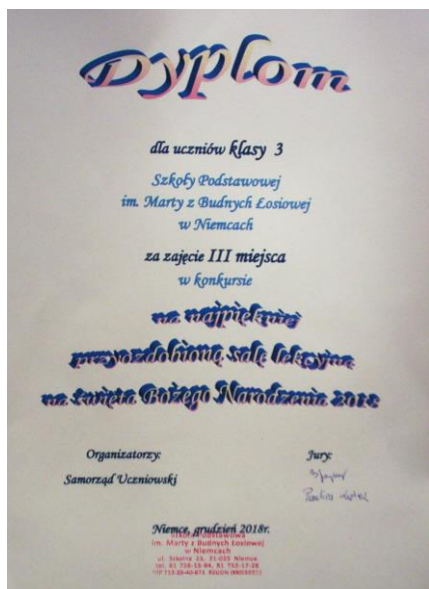 Dyplom
dla uczniów klasy 3
Szkoły Podstawowej
im. Marty z Budnych Łosiowej
w Niemcach
za zajęcie III miejsca
w konkursie
na najpiękniej
przyozdobioną salę lekcyjną
na Święta Bożego Narodzenia 2018
Organizatorzy:
Jury:
Samorząd Uczniowski
Niemce, grudzień 2018r.
Szkoła Podstawowa
im. Marty z Budnych Łosiowej
w Niemcach